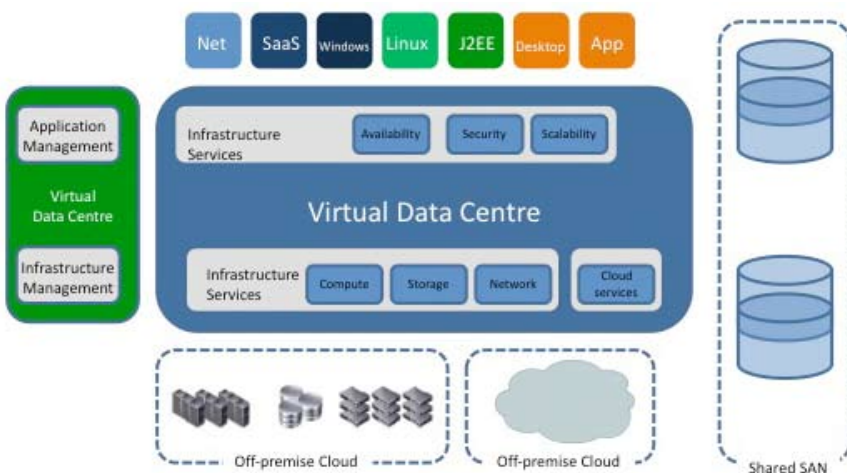 Net
SaaS
Windows
Linux
J2EE
Desktop
App
Application
Management
Virtual
Data Centre
Infrastructure
Management
Infrastructure
Services
Availability
Security
Scalability
Virtual Data Centre
Infrastructure
Services
Compute
Storage
Network
Cloud
services
Off-premise Cloud
Off-premise Cloud
Shared SAN